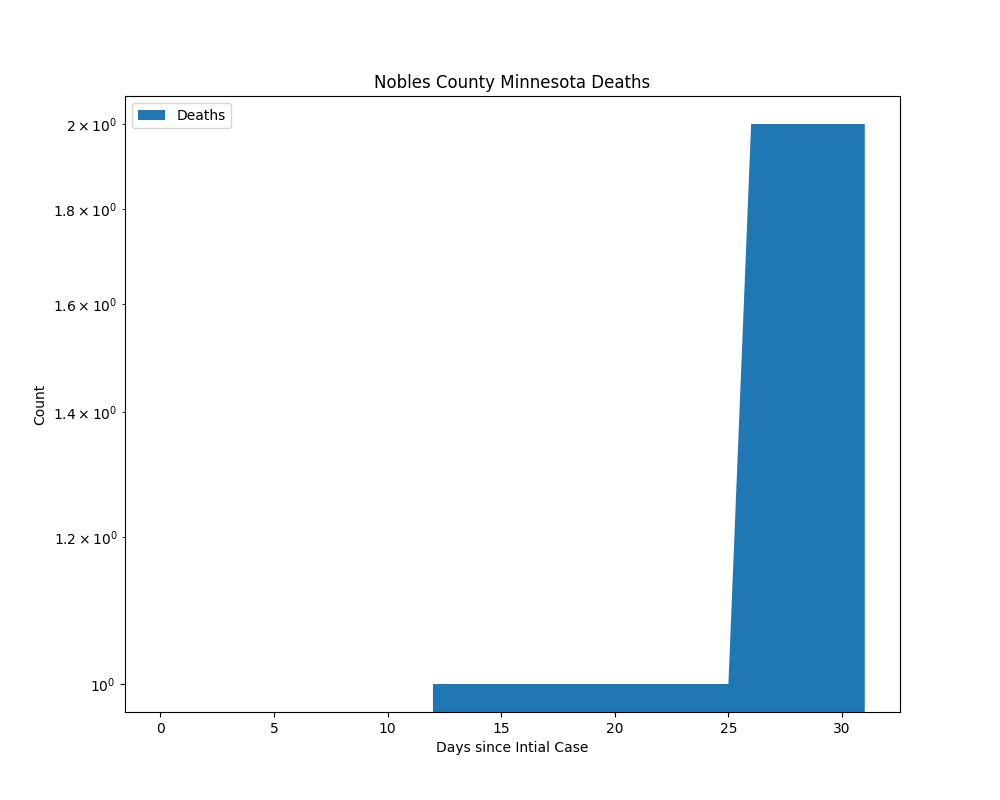 Nobles County Minnesota Deaths
Deaths
2 × 10⁰
1.8 × 10⁰
1.6 × 10⁰
1.4 × 10⁰
1.2 × 10⁰
10⁰
Count
0 5 10 15 20 25 30
Days since Intial Case